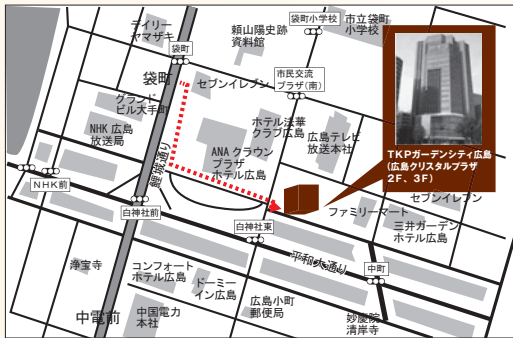 デイリー
ヤマザキ
頼山陽史跡
資料館
袋町小学校
市立袋町
小学校
袋町
袋町
セブンイレブン
市民交流
プラザ(南)
グランド
ビル大手町
NHK広島
放送局
ホテル法華
クラブ広島
広島テレビ
放送本社
ANAクラウン
プラザ
ホテル広島
鯉城通り
TKPガーデンシティ広島
(広島クリスタルプラザ
2F、3F)
NHK前
白神社前
白神社東
ファミリーマート
セブンイレブン
三井ガーデン
ホテル広島
平和大通り
中町
浄宝寺
コンフォート
ホテル広島
ドーミー
イン広島
中電前
中国電力
本社
広島小町
郵便局
妙慶院
清岸寺